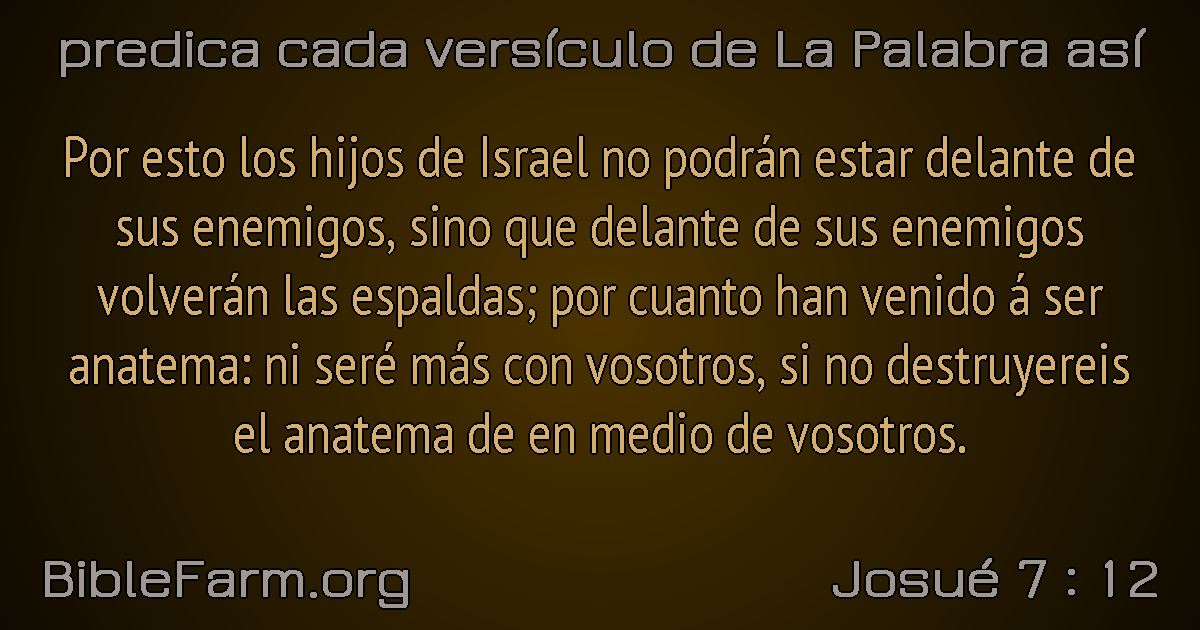 predica cada versículo de La Palabra así
Por esto los hijos de Israel no podrán estar delante de
sus enemigos, sino que delante de sus enemigos
volverán las espaldas; por cuanto han venido á ser
anatema: ni seré más con vosotros, si no destruyereis
el anatema de en medio de vosotros.
BibleFarm.org
Josué 7 : 12